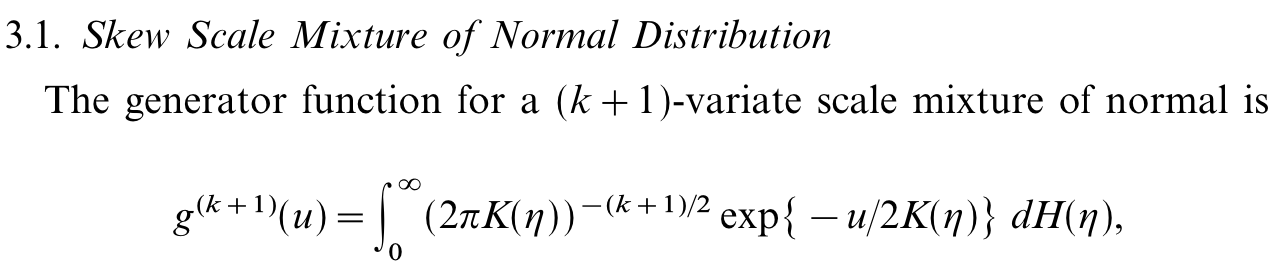 3.1. Skew Scale Mixture of Normal Distribution
The generator function for a (k + 1)-variate scale mixture of normal is
g^{(k+1)}(u) = ∫_0^∞ (2πK(η))^{−(k+1)/2} exp{ − u/2K(η)} dH(η),